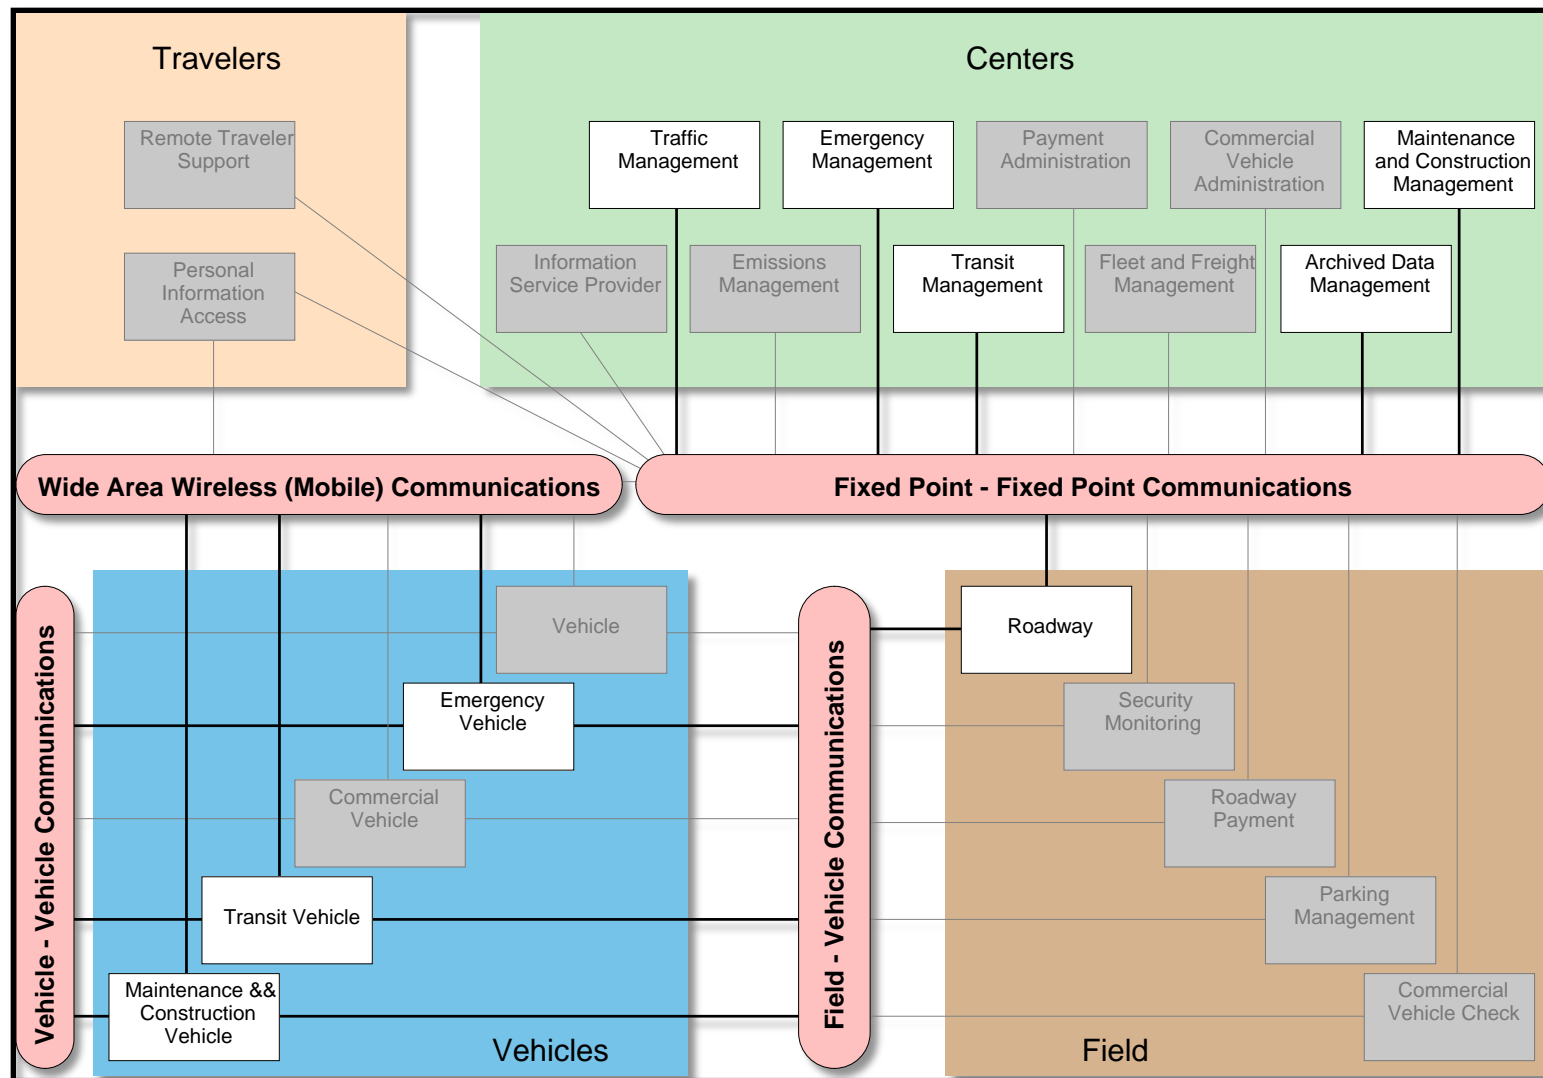 Travelers
Remote Traveler
Support
Personal
Information
Access
Centers
Traffic
Management
Emergency
Management
Payment
Administration
Commercial
Vehicle
Administration
Maintenance
and Construction
Management
Information
Service Provider
Emissions
Management
Transit
Management
Fleet and Freight
Management
Archived Data
Management
Wide Area Wireless (Mobile) Communications
Fixed Point - Fixed Point Communications
Vehicle - Vehicle Communications
Vehicle
Emergency
Vehicle
Commercial
Vehicle
Transit Vehicle
Maintenance &&
Construction
Vehicle
Vehicles
Field - Vehicle Communications
Roadway
Security
Monitoring
Roadway
Payment
Parking
Management
Commercial
Vehicle Check
Field